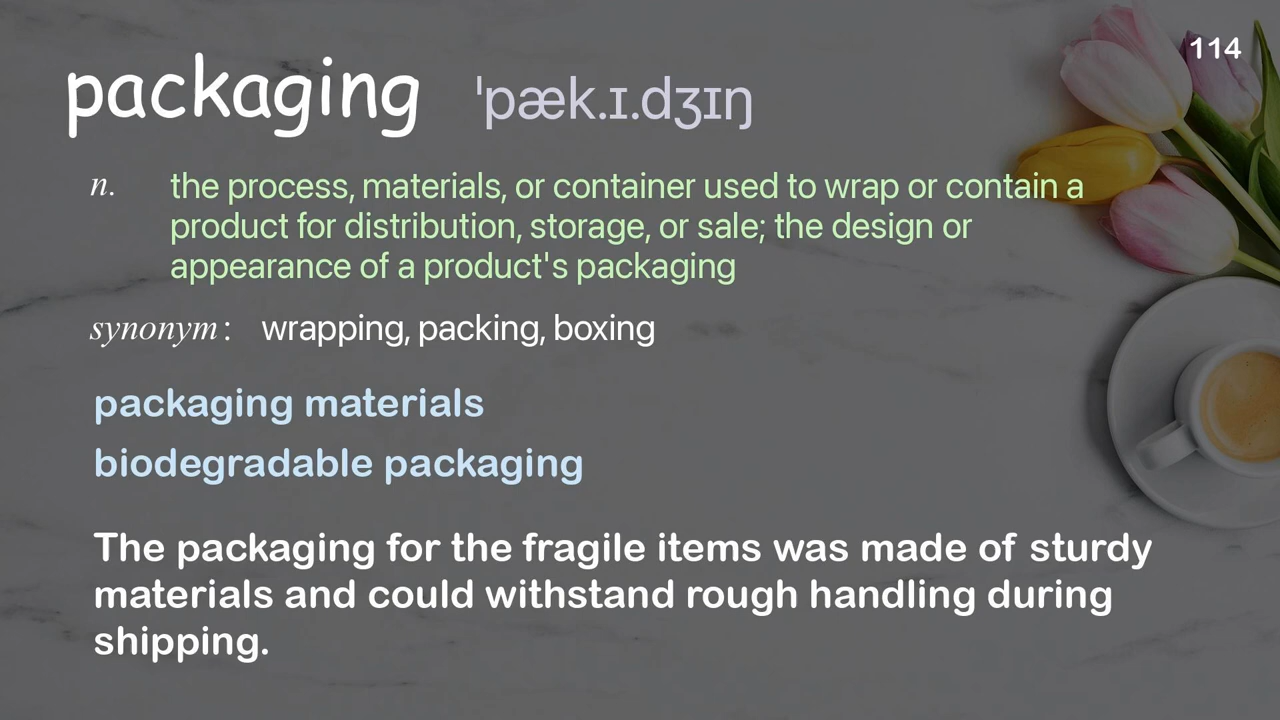 114
packaging ˈpæk.ɪ.dʒɪŋ
n. the process, materials, or container used to wrap or contain a
product for distribution, storage, or sale; the design or
appearance of a product's packaging
synonym: wrapping, packing, boxing
packaging materials
biodegradable packaging
The packaging for the fragile items was made of sturdy
materials and could withstand rough handling during
shipping.